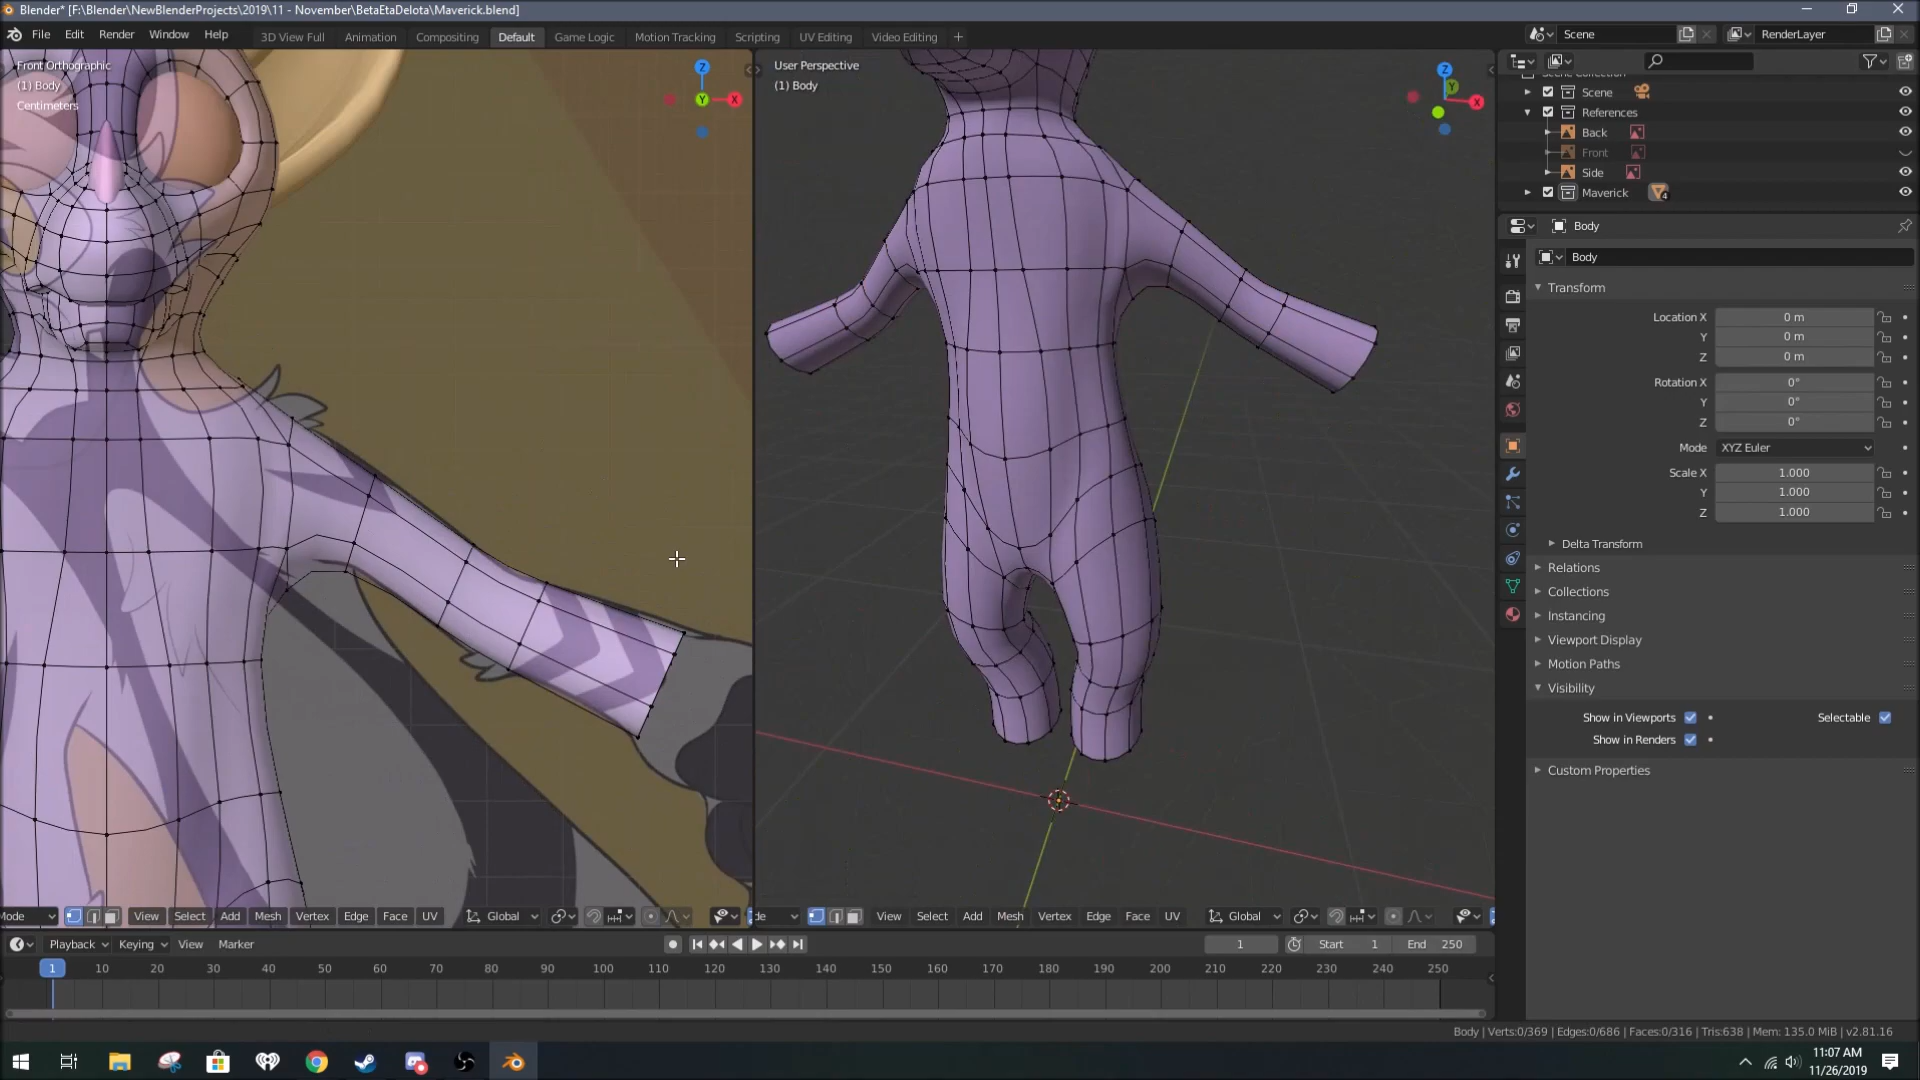 Blender* [F:\Blender\NewBlenderProjects\2019\11 - November\BetaEtaDelota\Maverick.blend]
File Edit Render Window Help 3D View Full Animation Compositing Default Game Logic Motion Tracking Scripting UV Editing Video Editing + Scene RenderLayer
Front Orthographic
(1) Body
Centimeters
Z
Y
X
User Perspective
(1) Body
Z
Y
X
Scene Collection
Scene
References
Back
Front
Side
Maverick
4
Body
Body
Transform
Location X 0 m
Y 0 m
Z 0 m
Rotation X 0°
Y 0°
Z 0°
Mode XYZ Euler
Scale X 1.000
Y 1.000
Z 1.000
Delta Transform
Relations
Collections
Instancing
Viewport Display
Motion Paths
Visibility
Show in Viewports Selectable
Show in Renders
Custom Properties
Mode View Select Add Mesh Vertex Edge Face UV Global
de View Select Add Mesh Vertex Edge Face UV Global
Playback Keying View Marker 1 Start 1 End 250
1 10 20 30 40 50 60 70 80 90 100 110 120 130 140 150 160 170 180 190 200 210 220 230 240 250
Body | Verts:0/369 | Edges:0/686 | Faces:0/316 | Tris:638 | Mem: 135.0 MiB | v2.81.16
11:07 AM
11/26/2019